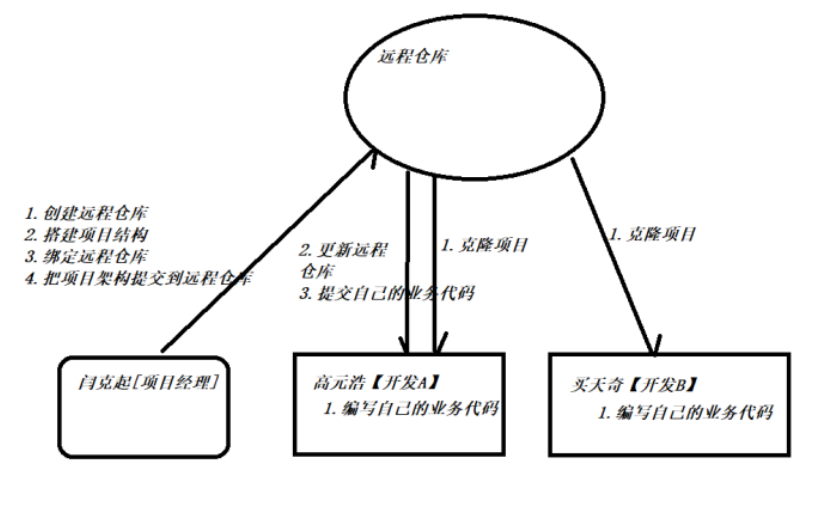 远程仓库
1.创建远程仓库
2.搭建项目结构
3.绑定远程仓库
4.把项目架构提交到远程仓库
2.更新远程
仓库
3.提交自己的业务代码
1.克隆项目
1.克隆项目
闫克起[项目经理]
高元浩【开发A】
1.编写自己的业务代码
买天奇【开发B】
1.编写自己的业务代码